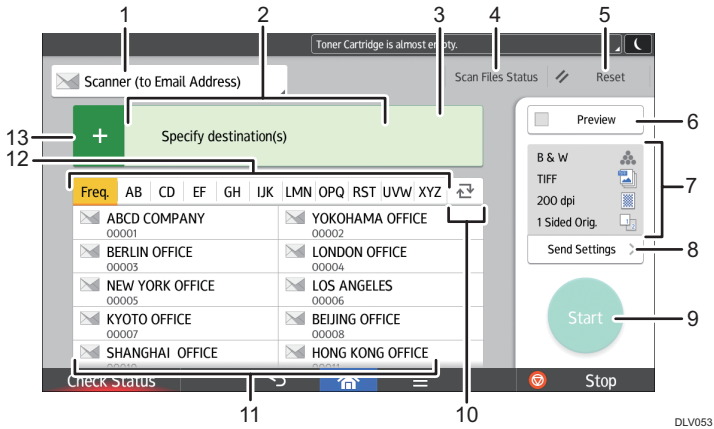 1 2 3 4 5
Toner Cartridge is almost empty.
Scanner (to Email Address) Scan Files Status Reset
13 + Specify destination(s) Preview 6
12
Freq. AB CD EF GH IJK LMN OPQ RST UVW XYZ
B & W
TIFF
200 dpi
1 Sided Orig.
7
ABCD COMPANY YOKOHAMA OFFICE
00001 00002
BERLIN OFFICE LONDON OFFICE
00003 00004
Send Settings 8
NEW YORK OFFICE LOS ANGELES
00005 00006
KYOTO OFFICE BEIJING OFFICE
00007 00008
Start 9
SHANGHAI OFFICE HONG KONG OFFICE
Check Status Stop
11 10
DLV053